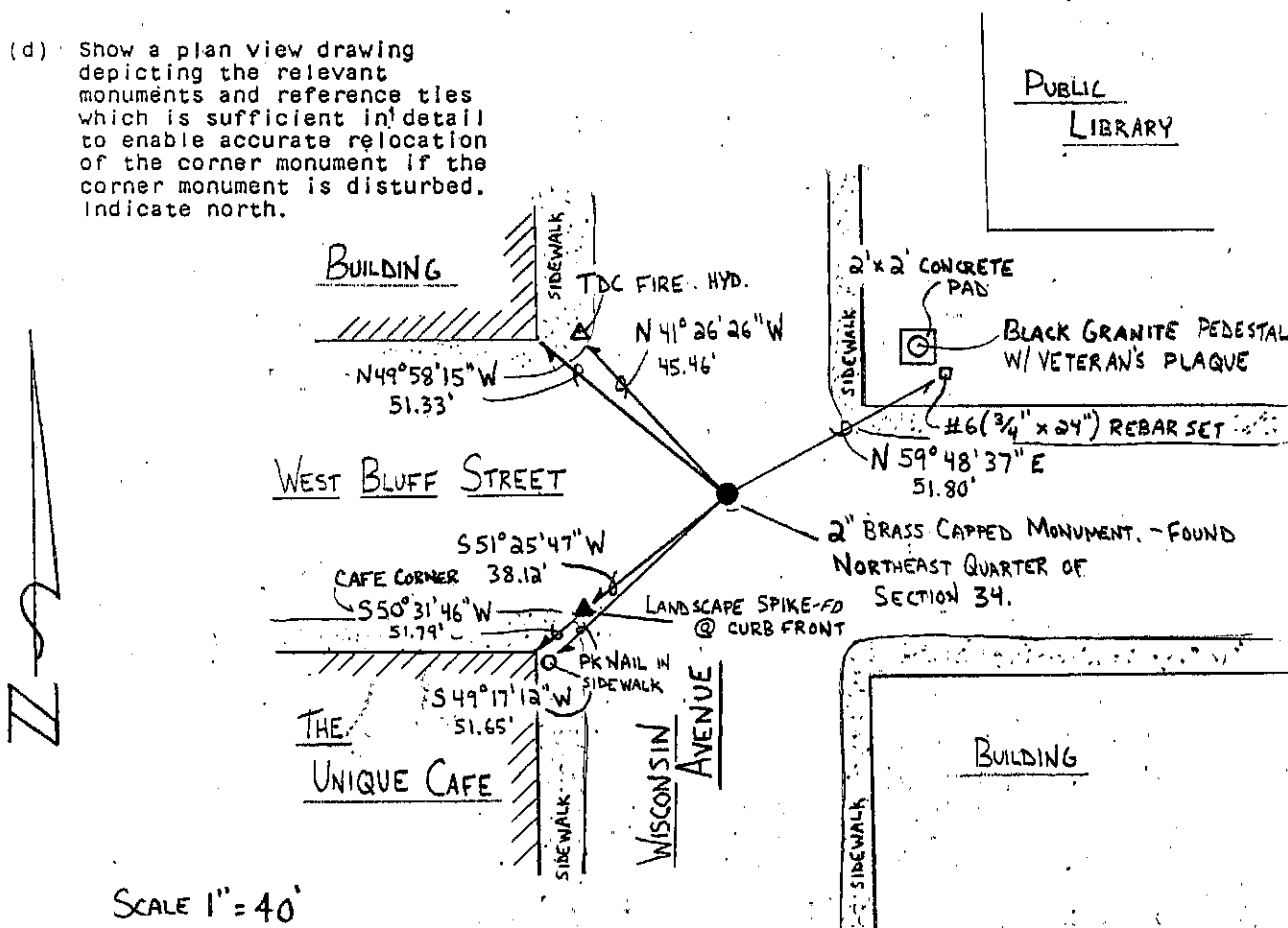 (d) Show a plan view drawing
depicting the relevant
monuments and reference ties
which is sufficient in detail
to enable accurate relocation
of the corner monument if the
corner monument is disturbed.
Indicate north.
PUBLIC
LIBRARY
SIDEWALK
BUILDING
TDC FIRE. HYD.
2'x2' CONCRETE
PAD
N 41° 26' 26" W
45.46'
BLACK GRANITE PEDESTAL
W/ VETERAN'S PLAQUE
SIDEWALK
N49°58'15" W
51.33'
#6 (3/4" x 24") REBAR SET
N 59° 48' 37" E
51.80'
WEST BLUFF STREET
2" BRASS CAPPED MONUMENT. - FOUND
NORTHEAST QUARTER OF
SECTION 34.
S51°25'47" W
38.12'
CAFE CORNER
S50°31'46" W
51.79'
LANDSCAPE SPIKE-FD
@ CURB FRONT
PK NAIL IN
SIDEWALK
S49°17'12" W
51.65'
THE
UNIQUE CAFE
WISCONSIN
AVENUE
BUILDING
SIDEWALK
SIDEWALK
N
SCALE 1" = 40'